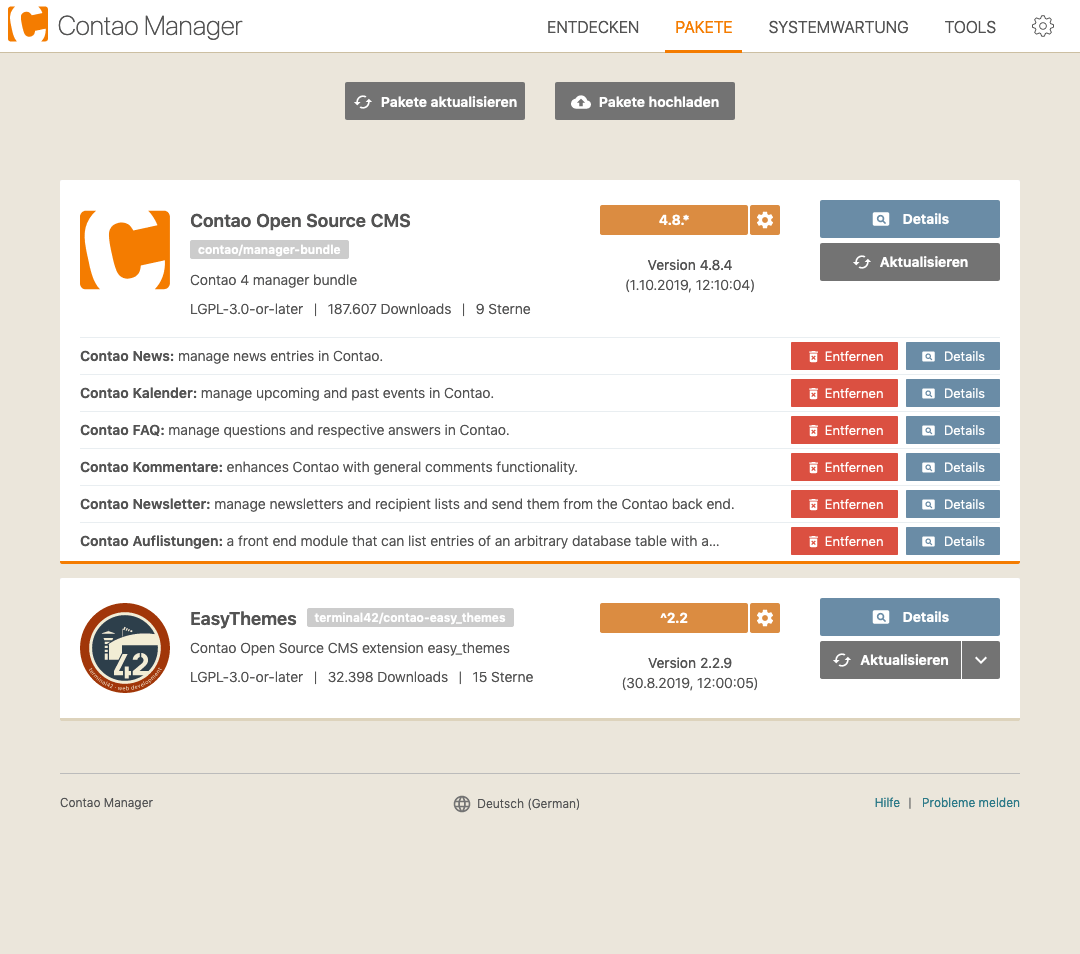 Contao Manager
ENTDECKEN PAKETE SYSTEMWARTUNG TOOLS
Pakete aktualisieren Pakete hochladen
Contao Open Source CMS
contao/manager-bundle
Contao 4 manager bundle
LGPL-3.0-or-later | 187.607 Downloads | 9 Sterne
4.8.*
Version 4.8.4
(1.10.2019, 12:10:04)
Details
Aktualisieren
Contao News: manage news entries in Contao. Entfernen Details
Contao Kalender: manage upcoming and past events in Contao. Entfernen Details
Contao FAQ: manage questions and respective answers in Contao. Entfernen Details
Contao Kommentare: enhances Contao with general comments functionality. Entfernen Details
Contao Newsletter: manage newsletters and recipient lists and send them from the Contao back end. Entfernen Details
Contao Auflistungen: a front end module that can list entries of an arbitrary database table with a... Entfernen Details
42
terminal42 - web development
EasyThemes terminal42/contao-easy_themes
Contao Open Source CMS extension easy_themes
LGPL-3.0-or-later | 32.398 Downloads | 15 Sterne
^2.2
Version 2.2.9
(30.8.2019, 12:00:05)
Details
Aktualisieren
Contao Manager Deutsch (German) Hilfe | Probleme melden